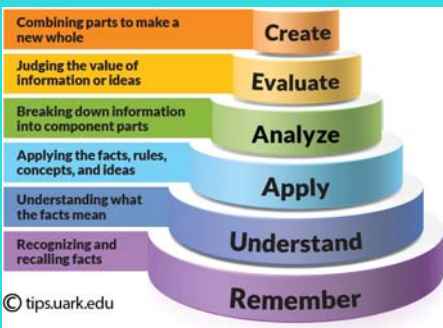 Combining parts to make a
new whole
Create
Judging the value of
information or ideas
Evaluate
Breaking down information
into component parts
Analyze
Applying the facts, rules,
concepts, and ideas
Apply
Understanding what
the facts mean
Understand
Recognizing and
recalling facts
Remember
© tips.uark.edu